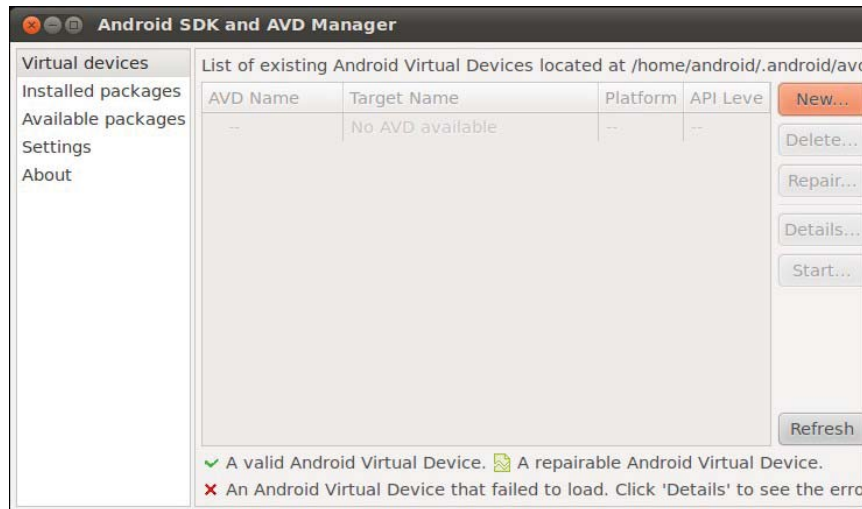 Android SDK and AVD Manager
Virtual devices
Installed packages
Available packages
Settings
About
List of existing Android Virtual Devices located at /home/android/.android/avd
AVD Name Target Name Platform API Leve
-- No AVD available -- --
New...
Delete...
Repair...
Details...
Start...
Refresh
A valid Android Virtual Device. A repairable Android Virtual Device.
An Android Virtual Device that failed to load. Click 'Details' to see the erro